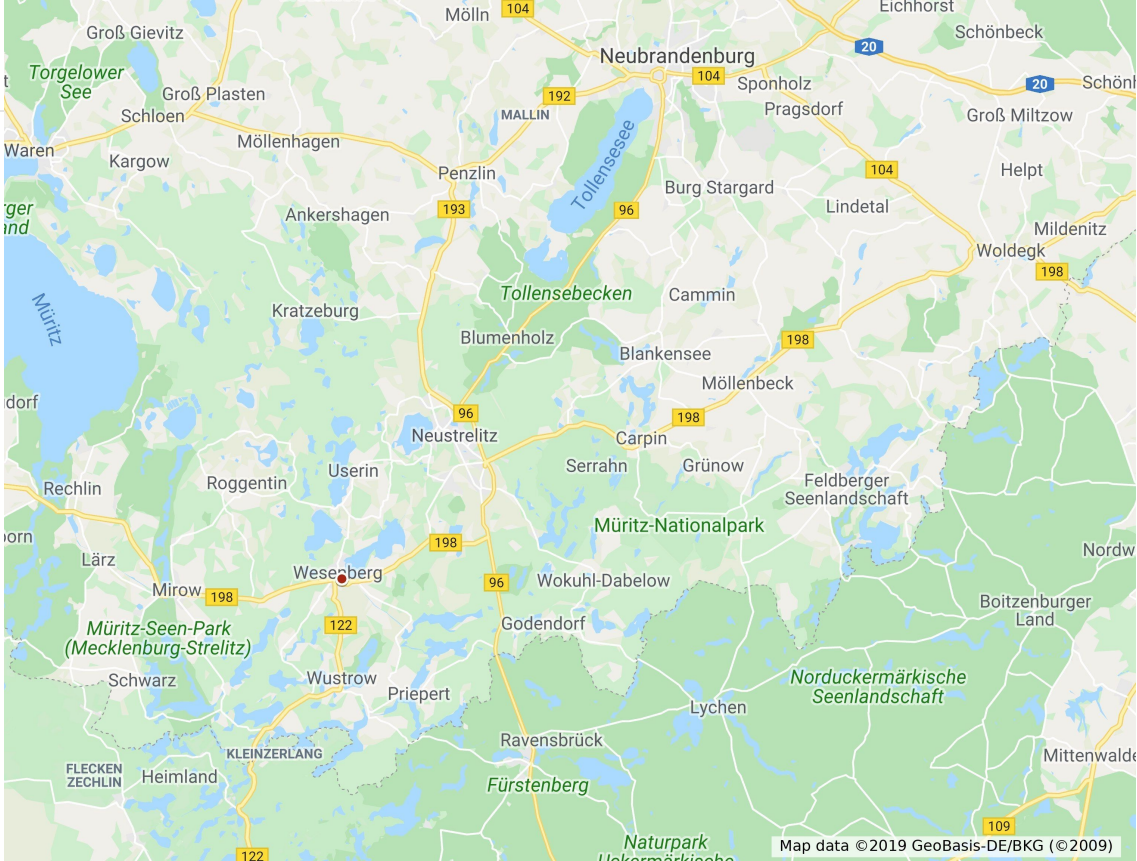 Mölln
104
Eichhorst
Groß Gievitz
Schönbeck
20
Neubrandenburg
Torgelower
See
104
Sponholz
20
Groß Plasten
192
Pragsdorf
Schloen
MALLIN
Groß Miltzow
Möllenhagen
Waren
Kargow
Penzlin
104
Helpt
Tollensesee
Burg Stargard
193
96
Lindetal
Ankershagen
Mildenitz
Woldegk
198
Tollensebecken
Cammin
Müritz
Kratzeburg
Blumenholz
198
Blankensee
Möllenbeck
96
198
Neustrelitz
Carpin
Userin
Serrahn
Grünow
Roggentin
Rechlin
Feldberger
Seenlandschaft
Müritz-Nationalpark
198
Lärz
Wesenberg
96
Wokuhl-Dabelow
Mirow
198
Boitzenburger
Land
122
Godendorf
Müritz-Seen-Park
(Mecklenburg-Strelitz)
Schwarz
Wustrow
Priepert
Norduckermärkische
Seenlandschaft
Lychen
Ravensbrück
KLEINZERLANG
FLECKEN
ZECHLIN
Heimland
Fürstenberg
109
Naturpark
122
Map data ©2019 GeoBasis-DE/BKG (©2009)